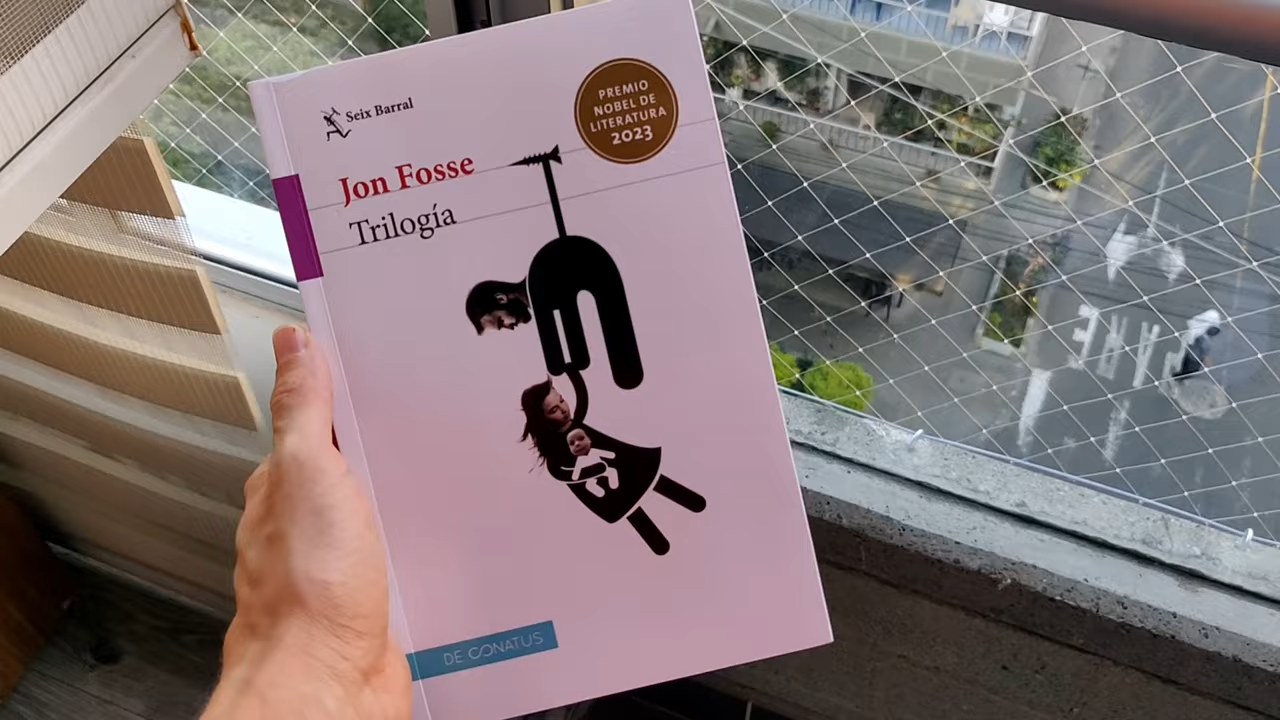 Seix Barral
PREMIO
NOBEL DE
LITERATURA
2023
Jon Fosse
Trilogía
DE CONATUS